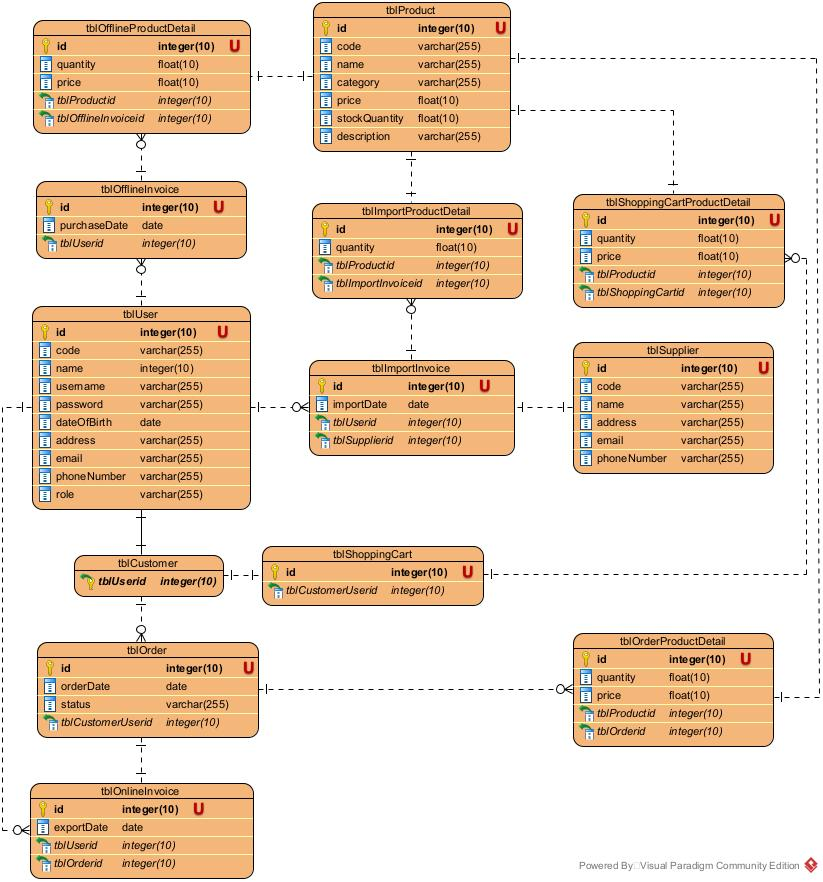 tblOfflineProductDetail
id integer(10) U
quantity float(10)
price float(10)
tblProductid integer(10)
tblOfflineInvoiceid integer(10)
tblProduct
id integer(10) U
code varchar(255)
name varchar(255)
category varchar(255)
price float(10)
stockQuantity float(10)
description varchar(255)
tblOfflineInvoice
id integer(10) U
purchaseDate date
tblUserid integer(10)
tblImportProductDetail
id integer(10) U
quantity float(10)
tblProductid integer(10)
tblImportInvoiceid integer(10)
tblShoppingCartProductDetail
id integer(10) U
quantity float(10)
price float(10)
tblProductid integer(10)
tblShoppingCartid integer(10)
tblUser
id integer(10) U
code varchar(255)
name integer(10)
username varchar(255)
password varchar(255)
dateOfBirth date
address varchar(255)
email varchar(255)
phoneNumber varchar(255)
role varchar(255)
tblImportInvoice
id integer(10) U
importDate date
tblUserid integer(10)
tblSupplierid integer(10)
tblSupplier
id integer(10) U
code varchar(255)
name varchar(255)
address varchar(255)
email varchar(255)
phoneNumber varchar(255)
tblCustomer
tblUserid integer(10)
tblShoppingCart
id integer(10) U
tblCustomerUserid integer(10)
tblOrder
id integer(10) U
orderDate date
status varchar(255)
tblCustomerUserid integer(10)
tblOrderProductDetail
id integer(10) U
quantity float(10)
price float(10)
tblProductid integer(10)
tblOrderid integer(10)
tblOnlineInvoice
id integer(10) U
exportDate date
tblUserid integer(10)
tblOrderid integer(10)
Powered By Visual Paradigm Community Edition